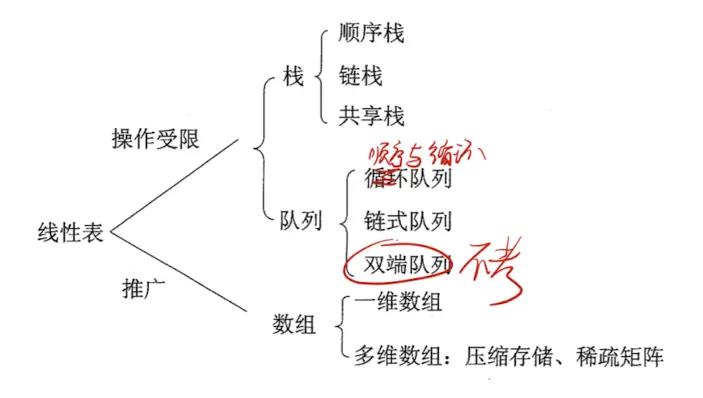 顺序栈
栈
链栈
共享栈
操作受限
顺序与循环
循环队列
队列
链式队列
线性表
双端队列
不考
推广
一维数组
数组
多维数组：压缩存储、稀疏矩阵